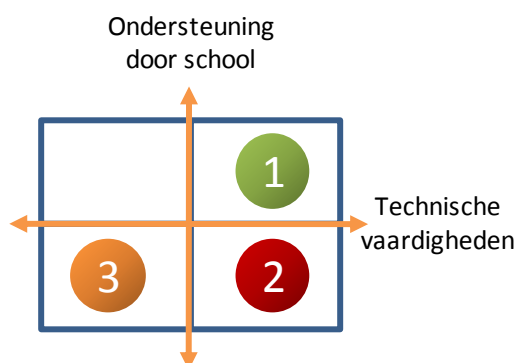 Ondersteuning
door school
1
Technische
vaardigheden
3
2